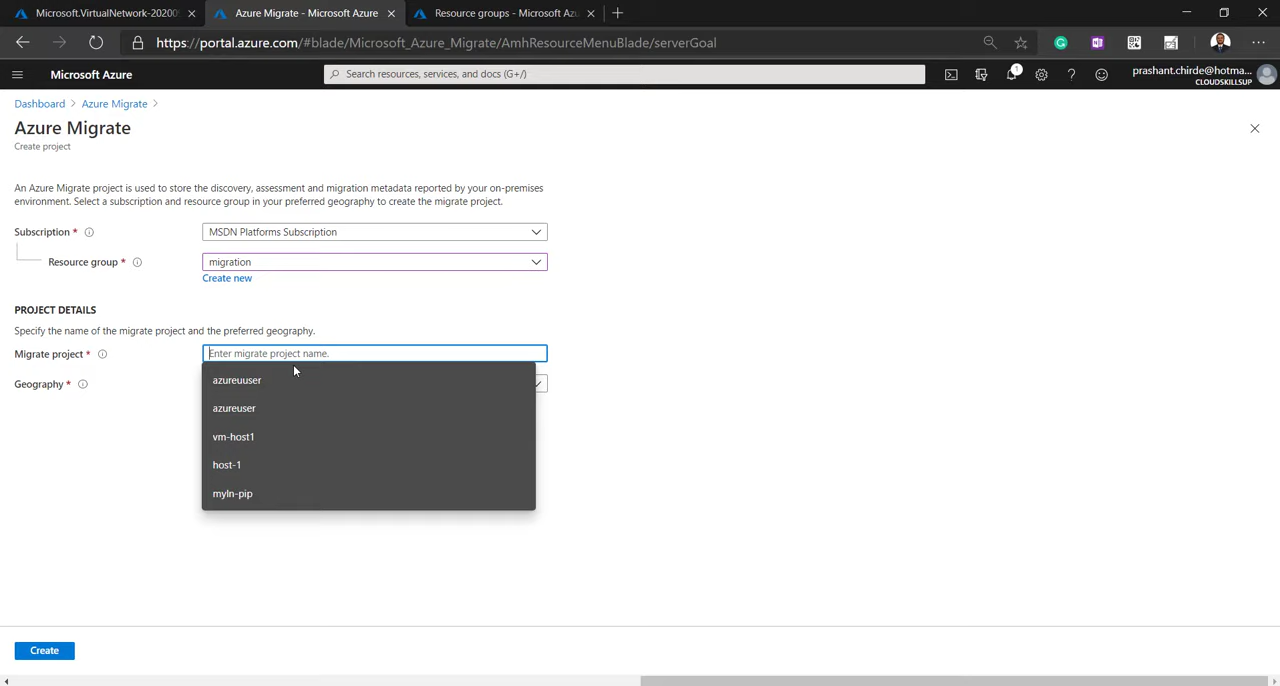 Microsoft.VirtualNetwork-20200
Azure Migrate - Microsoft Azure
Resource groups - Microsoft Azu
https://portal.azure.com/#blade/Microsoft_Azure_Migrate/AmhResourceMenuBlade/serverGoal
Microsoft Azure
Search resources, services, and docs (G+/)
1
prashant.chirde@hotma...
CLOUDSKILLSUP
Dashboard > Azure Migrate >
Azure Migrate
Create project
An Azure Migrate project is used to store the discovery, assessment and migration metadata reported by your on-premises
environment. Select a subscription and resource group in your preferred geography to create the migrate project.
Subscription *
MSDN Platforms Subscription
Resource group *
migration
Create new
PROJECT DETAILS
Specify the name of the migrate project and the preferred geography.
Migrate project *
Enter migrate project name.
Geography *
azureuuser
azureuser
vm-host1
host-1
myln-pip
Create